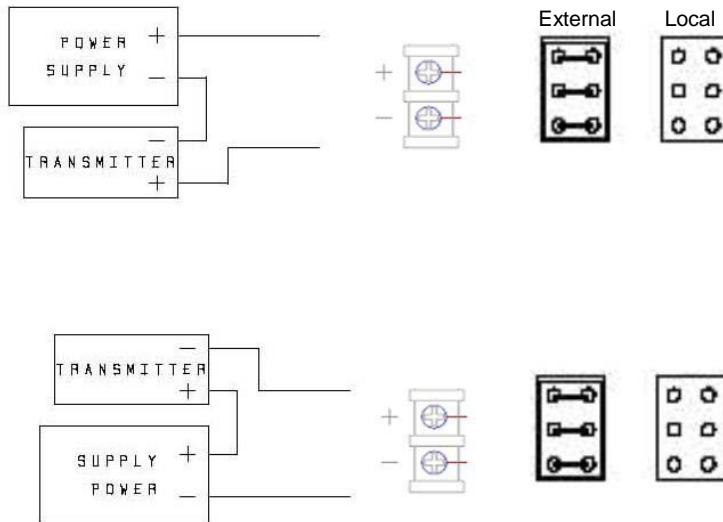 External Local
POWER +
SUPPLY
−
−
TRANSMITTER
+
+
−
−
TRANSMITTER
+
SUPPLY +
POWER −
+
−